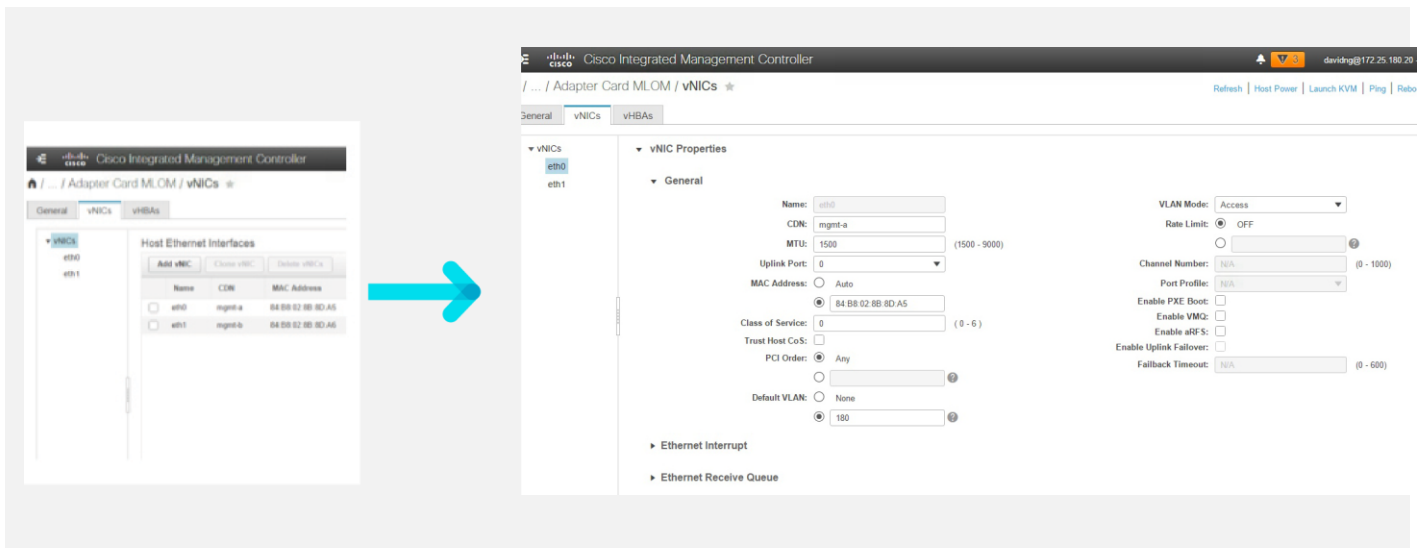 cisco Cisco Integrated Management Controller
/ ... / Adapter Card MLOM / vNICs ★
General vNICs vHBAs
▼ vNICs
eth0
eth1
Host Ethernet Interfaces
Add vNIC Clone vNIC Delete vNICs
Name CDN MAC Address
eth0 mgmt-a 84:B8:02:8B:8D:A5
eth1 mgmt-b 84:B8:02:8B:8D:A6
cisco Cisco Integrated Management Controller 3 davidng@172.25.180.20 -
/ ... / Adapter Card MLOM / vNICs ★ Refresh | Host Power | Launch KVM | Ping | Rebo
General vNICs vHBAs
▼ vNICs
eth0
eth1
▼ vNIC Properties
▼ General
Name: eth0
CDN: mgmt-a
MTU: 1500 (1500 - 9000)
Uplink Port: 0
MAC Address: Auto
84:B8:02:8B:8D:A5
Class of Service: 0 ( 0 - 6 )
Trust Host CoS:
PCI Order: Any
Default VLAN: None
180
VLAN Mode: Access
Rate Limit: OFF
Channel Number: N/A (0 - 1000)
Port Profile: N/A
Enable PXE Boot:
Enable VMQ:
Enable aRFS:
Enable Uplink Failover:
Failback Timeout: N/A (0 - 600)
▶ Ethernet Interrupt
▶ Ethernet Receive Queue